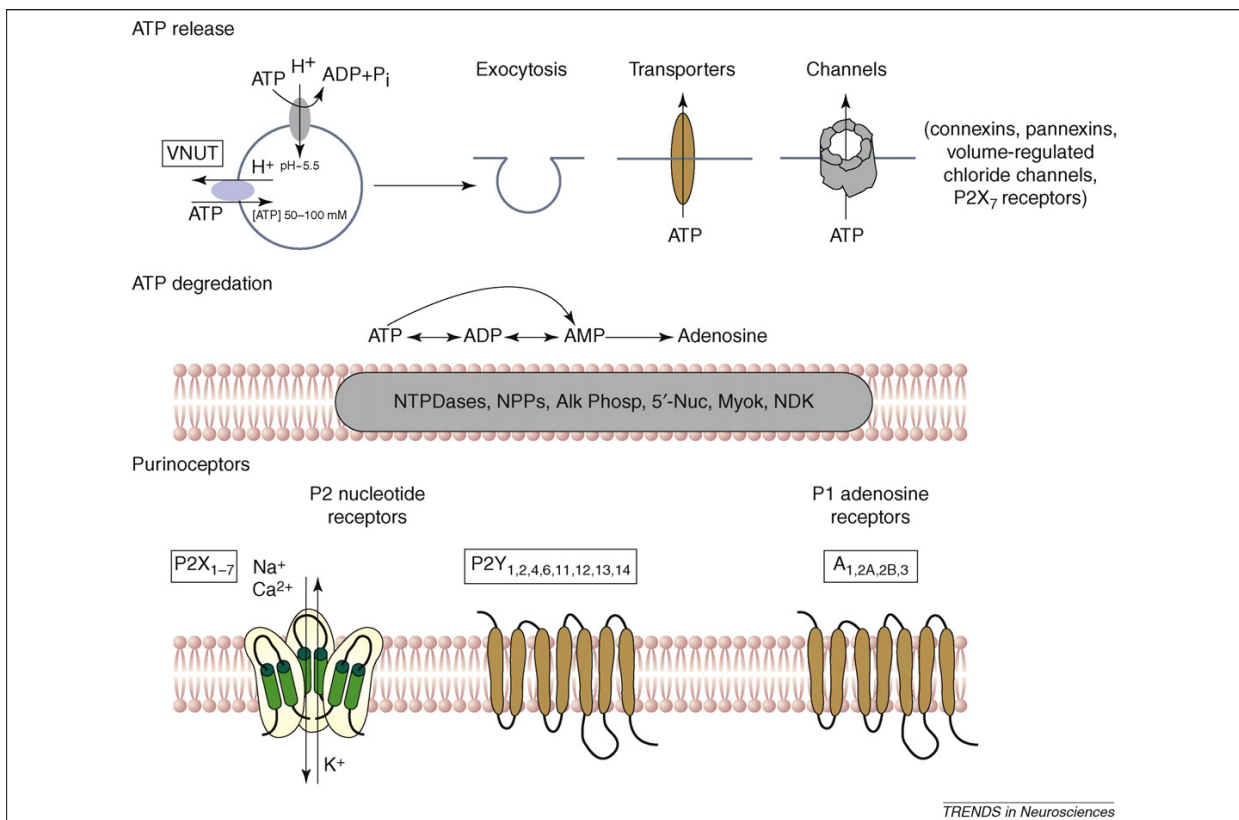 ATP release
ATP H⁺ ADP+Pᵢ
Exocytosis
Transporters
Channels
VNUT
H⁺ pH~5.5
ATP [ATP] 50–100 mM
ATP
ATP
(connexins, pannexins,
volume-regulated
chloride channels,
P2X₇ receptors)
ATP degredation
ATP ADP AMP Adenosine
NTPDases, NPPs, Alk Phosp, 5′-Nuc, Myok, NDK
Purinoceptors
P2 nucleotide
receptors
P1 adenosine
receptors
P2X₁₋₇
Na⁺
Ca²⁺
P2Y₁,₂,₄,₆,₁₁,₁₂,₁₃,₁₄
A₁,₂A,₂B,₃
K⁺
TRENDS in Neurosciences